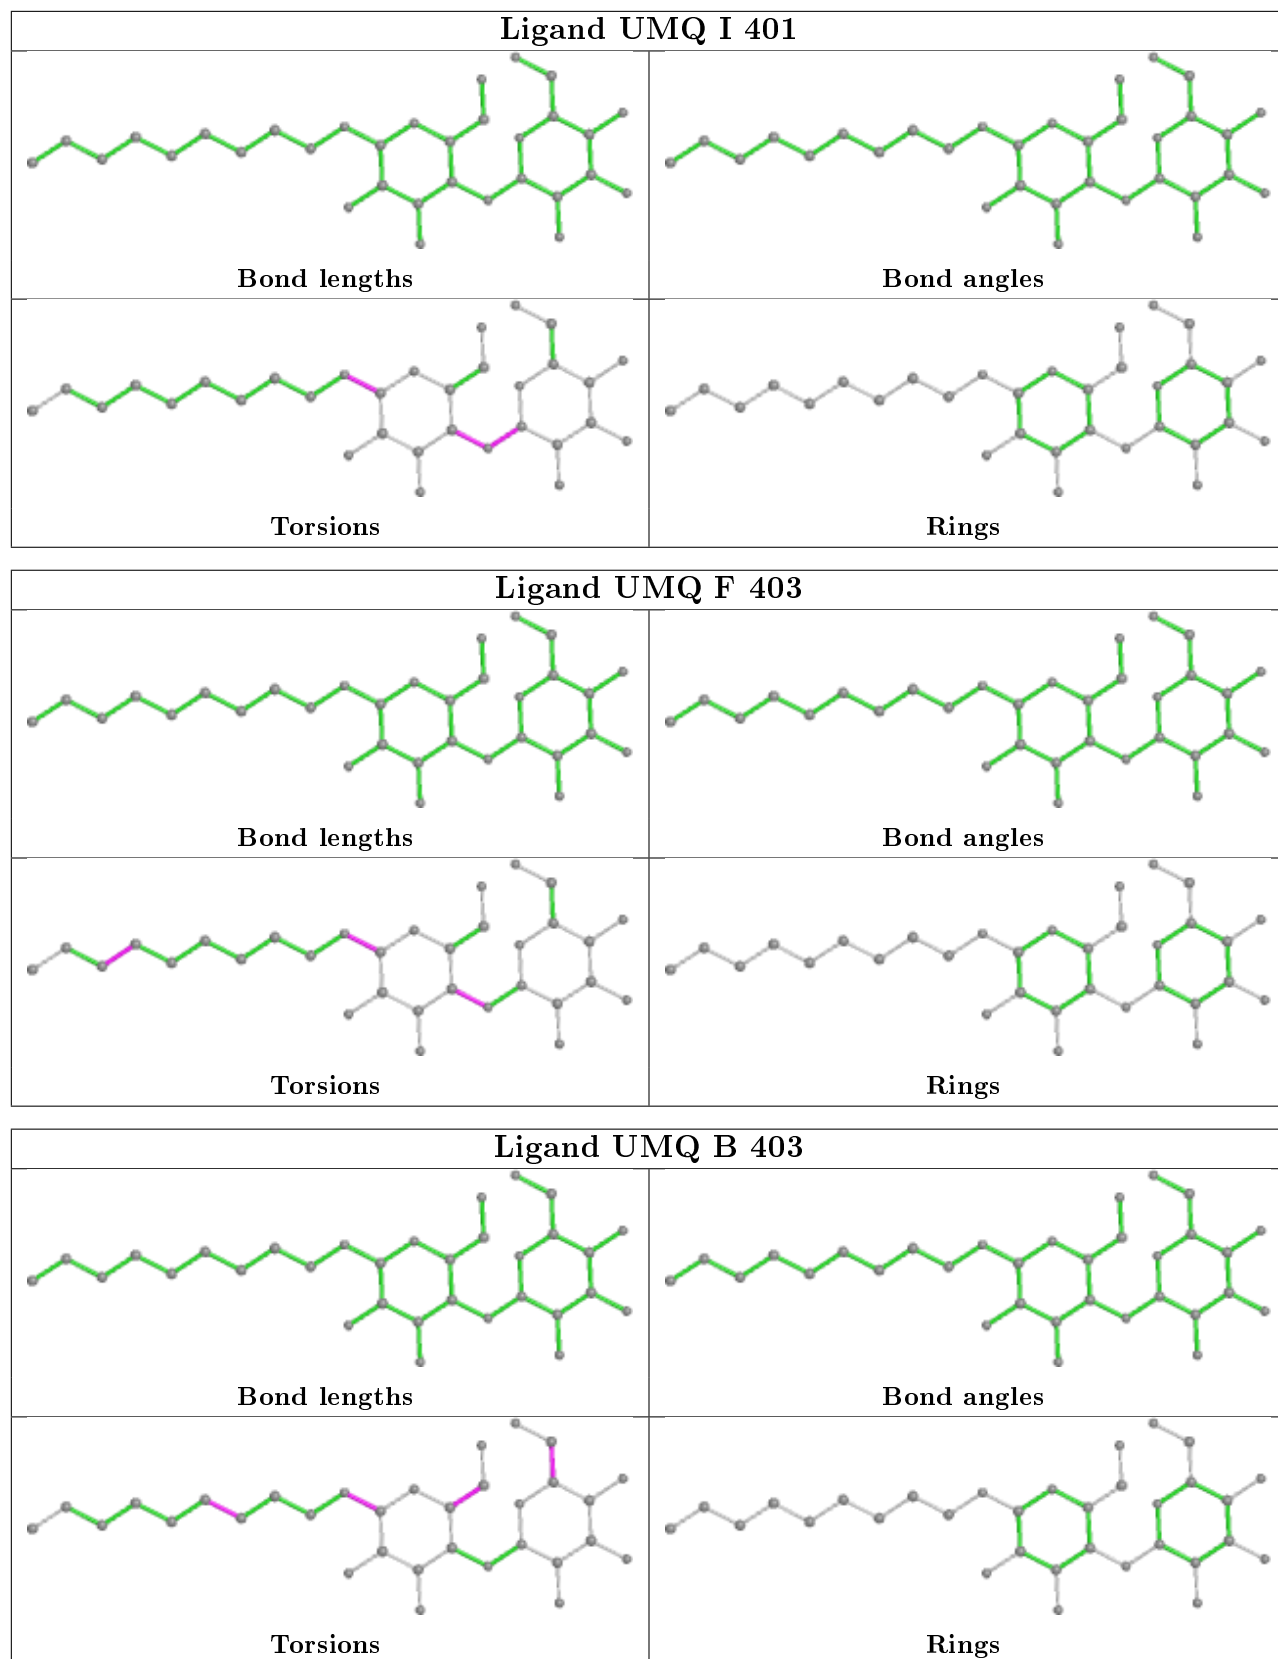 Ligand UMQ I 401
Bond lengths
Bond angles
Torsions
Rings
Ligand UMQ F 403
Bond lengths
Bond angles
Torsions
Rings
Ligand UMQ B 403
Bond lengths
Bond angles
Torsions
Rings